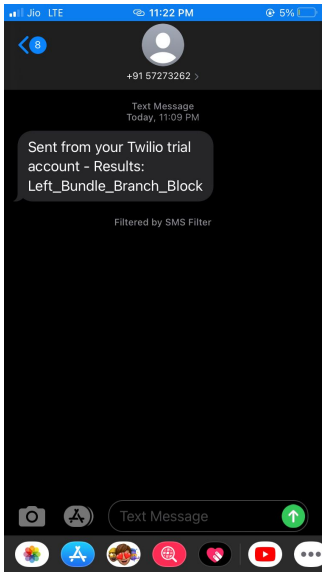 Jio LTE 11:22 PM 5%
8
+91 57273262 >
Text Message
Today, 11:09 PM
Sent from your Twilio trial
account - Results:
Left_Bundle_Branch_Block
Filtered by SMS Filter
Text Message